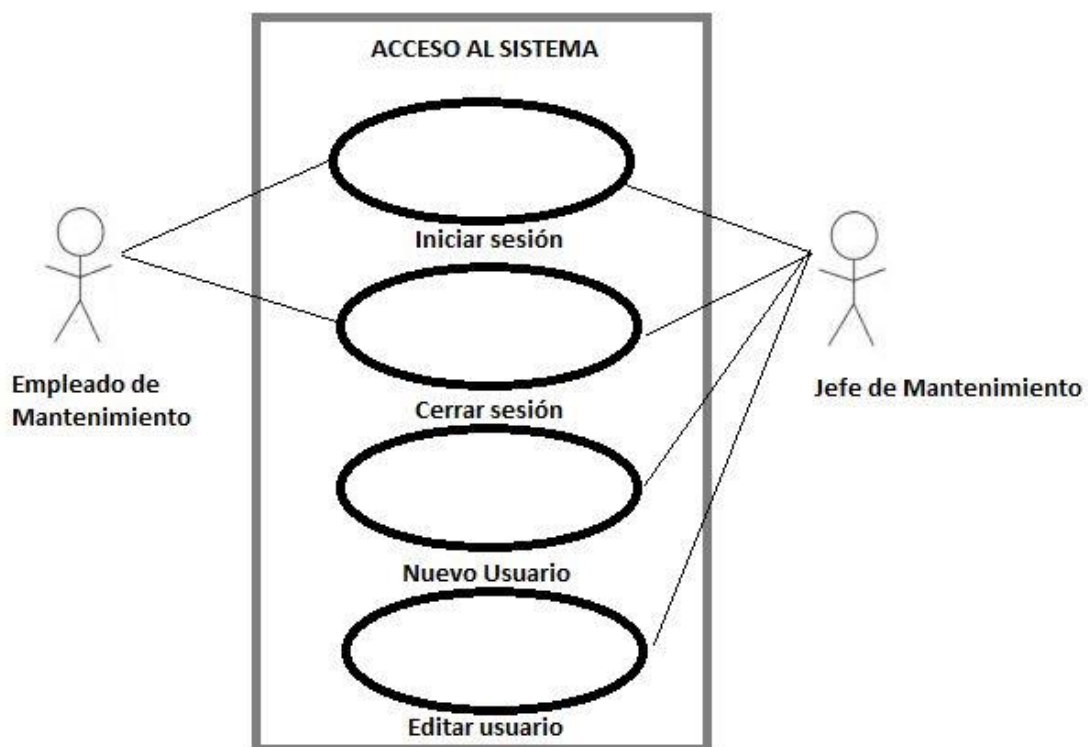 ACCESO AL SISTEMA
Iniciar sesión
Empleado de
Mantenimiento
Jefe de Mantenimiento
Cerrar sesión
Nuevo Usuario
Editar usuario